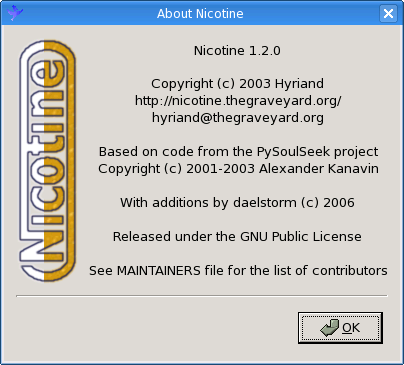 About Nicotine
Nicotine
Nicotine 1.2.0
Copyright (c) 2003 Hyriand
http://nicotine.thegraveyard.org/
hyriand@thegraveyard.org
Based on code from the PySoulSeek project
Copyright (c) 2001-2003 Alexander Kanavin
With additions by daelstorm (c) 2006
Released under the GNU Public License
See MAINTAINERS file for the list of contributors
OK